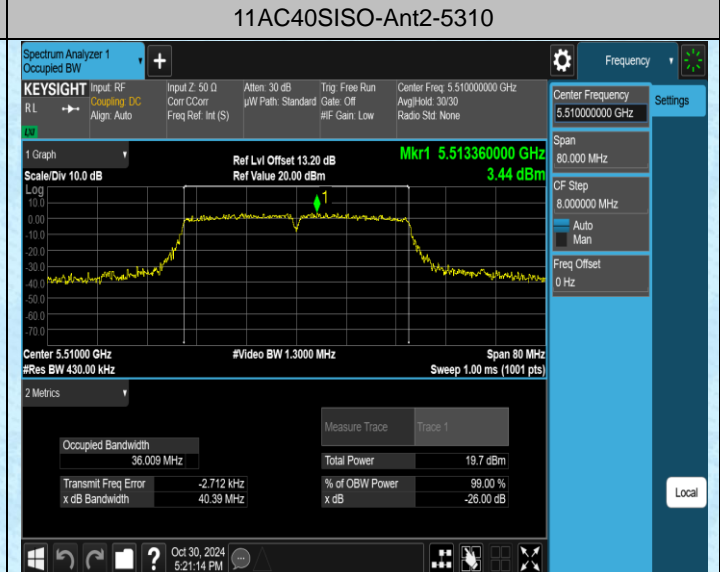 11AC40SISO-Ant2-5310
Spectrum Analyzer 1
Occupied BW
+
Frequency
KEYSIGHT
Input: RF
Coupling: DC
Align: Auto
Input Z: 50 Ω
Corr CCorr
Freq Ref: Int (S)
Atten: 30 dB
µW Path: Standard
Trig: Free Run
Gate: Off
#IF Gain: Low
Center Freq: 5.510000000 GHz
Avg|Hold: 30/30
Radio Std: None
RL
LXI
Center Frequency
5.510000000 GHz
Settings
Span
80.000 MHz
CF Step
8.000000 MHz
Auto
Man
Freq Offset
0 Hz
1 Graph
Scale/Div 10.0 dB
Ref Lvl Offset 13.20 dB
Ref Value 20.00 dBm
Mkr1 5.513360000 GHz
3.44 dBm
Log
10.0
0.00
-10.0
-20.0
-30.0
-40.0
-50.0
-60.0
-70.0
1
Center 5.51000 GHz
#Video BW 1.3000 MHz
Span 80 MHz
#Res BW 430.00 kHz
Sweep 1.00 ms (1001 pts)
2 Metrics
Measure Trace Trace 1
Occupied Bandwidth
36.009 MHz
Total Power 19.7 dBm
Transmit Freq Error -2.712 kHz
% of OBW Power 99.00 %
x dB Bandwidth 40.39 MHz
x dB -26.00 dB
Local
?
Oct 30, 2024
5:21:14 PM